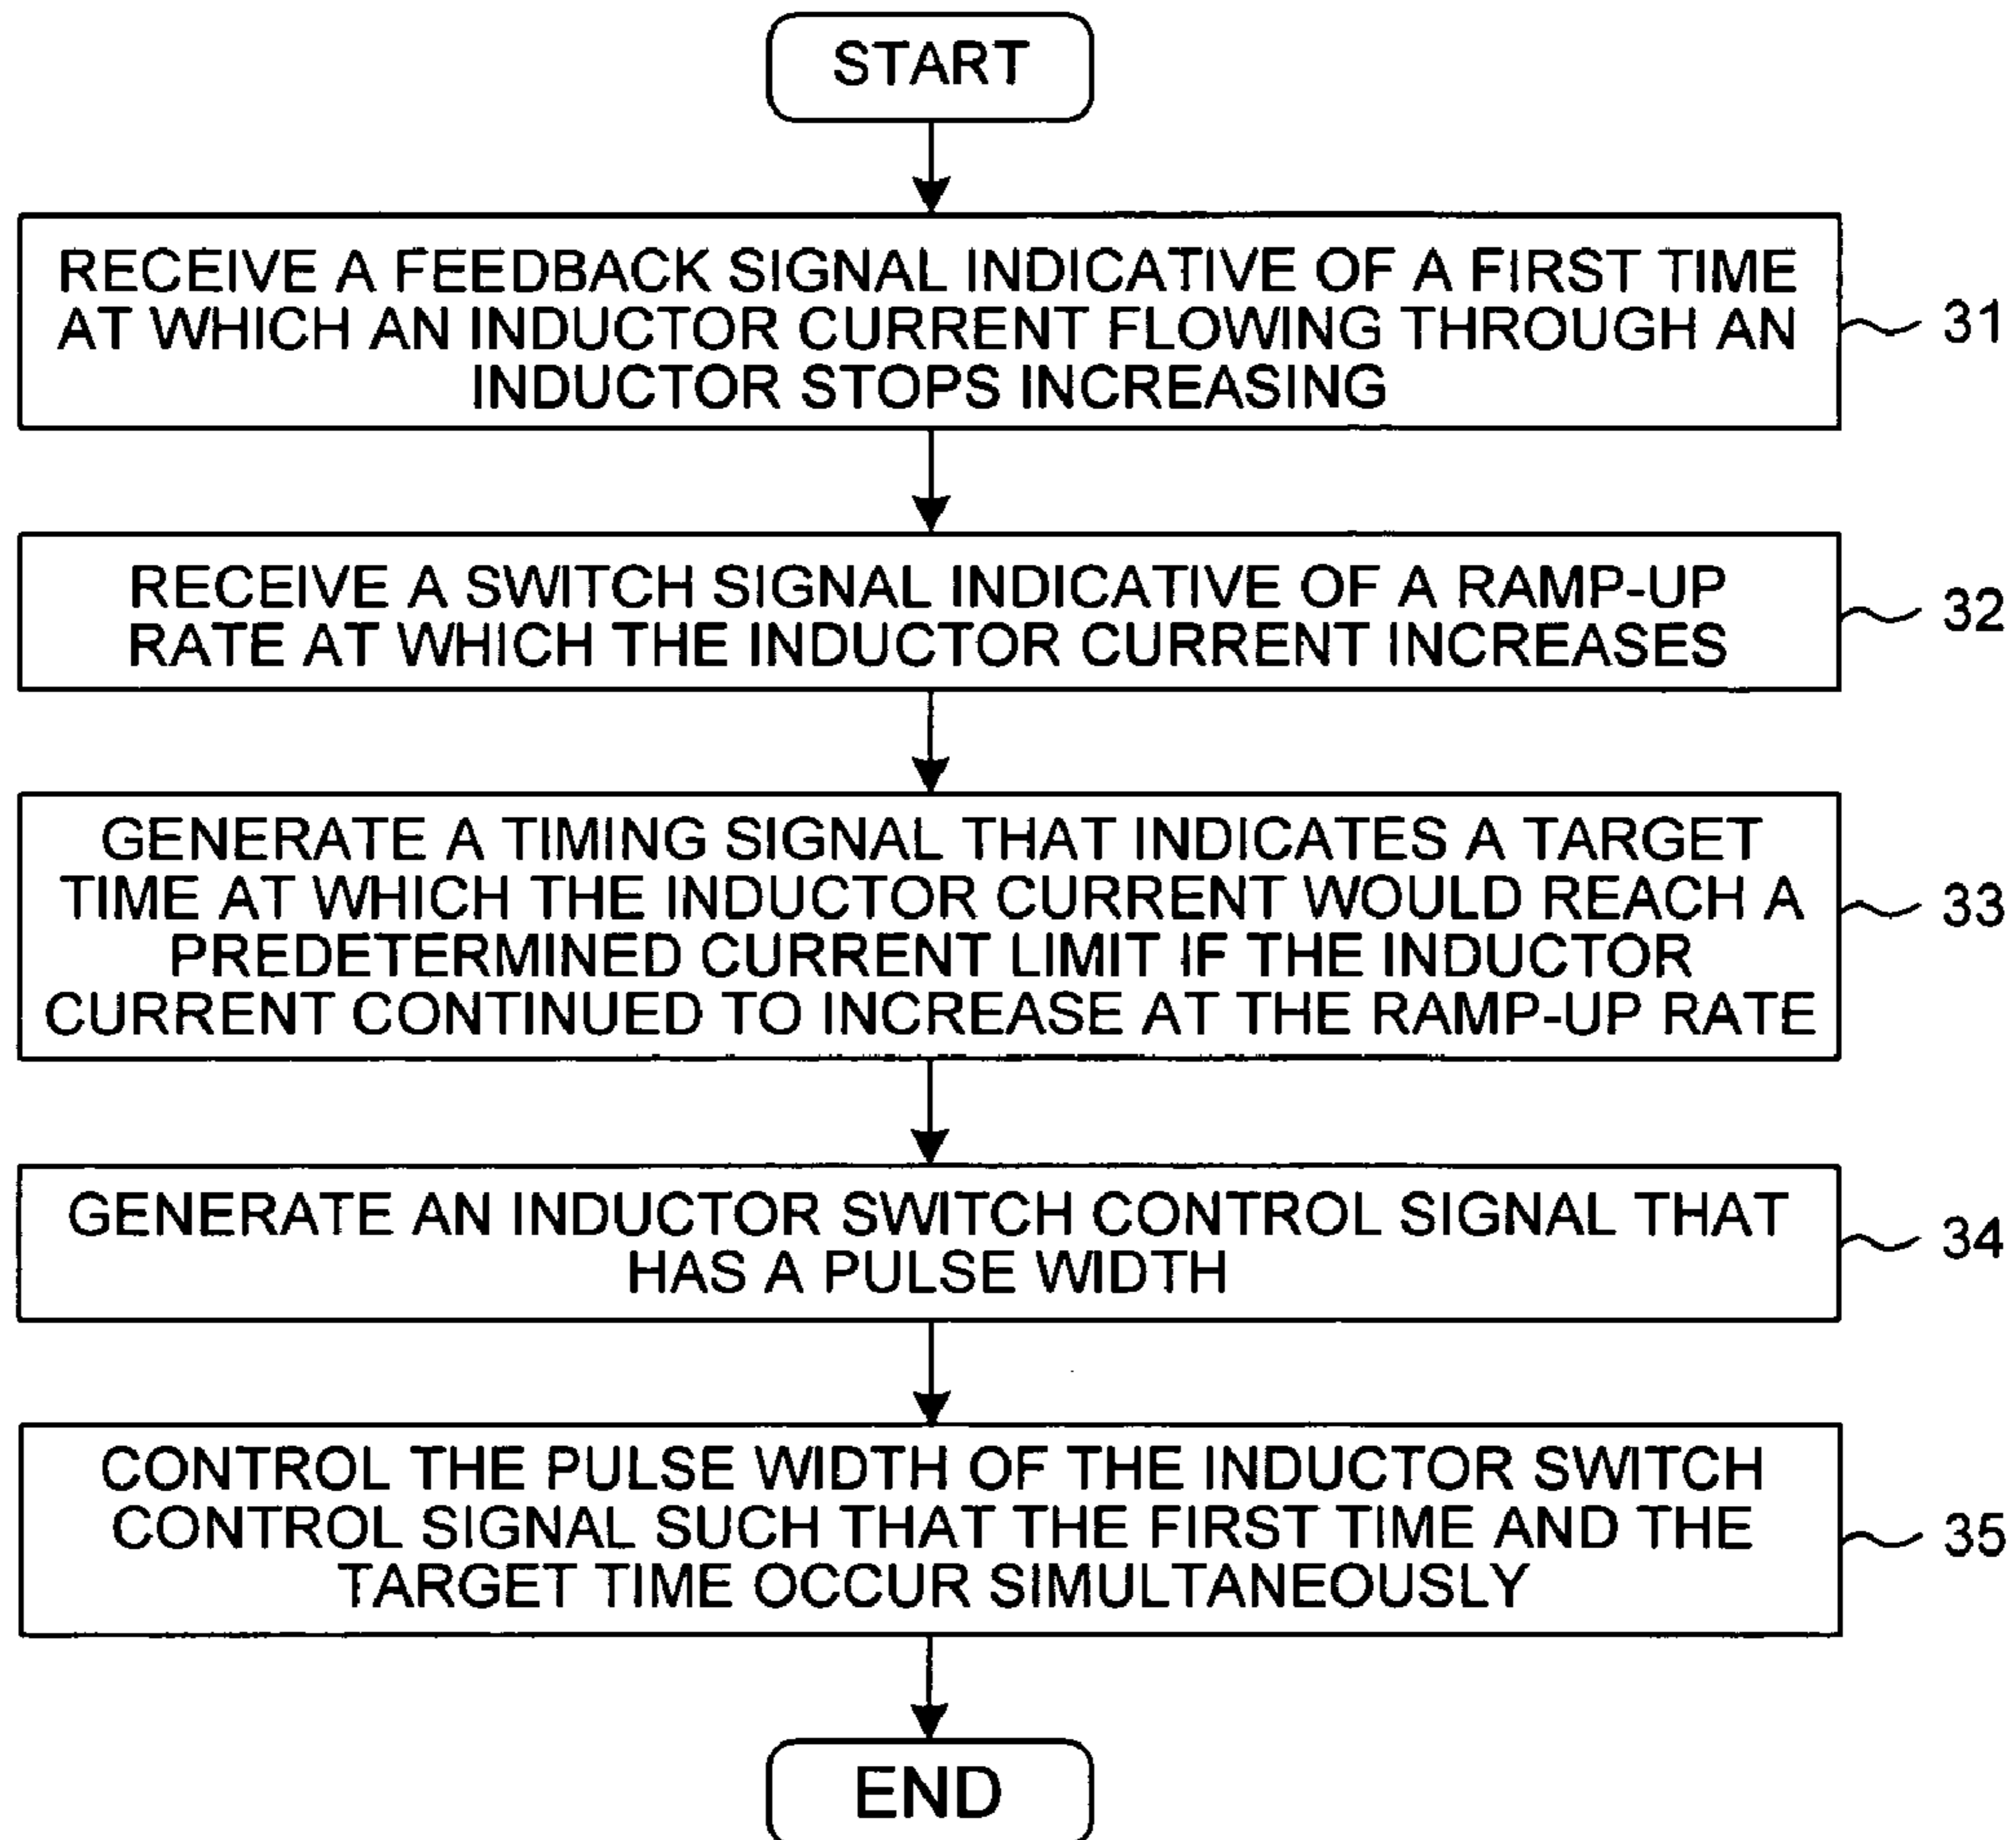 START
RECEIVE A FEEDBACK SIGNAL INDICATIVE OF A FIRST TIME
AT WHICH AN INDUCTOR CURRENT FLOWING THROUGH AN
INDUCTOR STOPS INCREASING
31
RECEIVE A SWITCH SIGNAL INDICATIVE OF A RAMP-UP
RATE AT WHICH THE INDUCTOR CURRENT INCREASES
32
GENERATE A TIMING SIGNAL THAT INDICATES A TARGET
TIME AT WHICH THE INDUCTOR CURRENT WOULD REACH A
PREDETERMINED CURRENT LIMIT IF THE INDUCTOR
CURRENT CONTINUED TO INCREASE AT THE RAMP-UP RATE
33
GENERATE AN INDUCTOR SWITCH CONTROL SIGNAL THAT
HAS A PULSE WIDTH
34
CONTROL THE PULSE WIDTH OF THE INDUCTOR SWITCH
CONTROL SIGNAL SUCH THAT THE FIRST TIME AND THE
TARGET TIME OCCUR SIMULTANEOUSLY
35
END